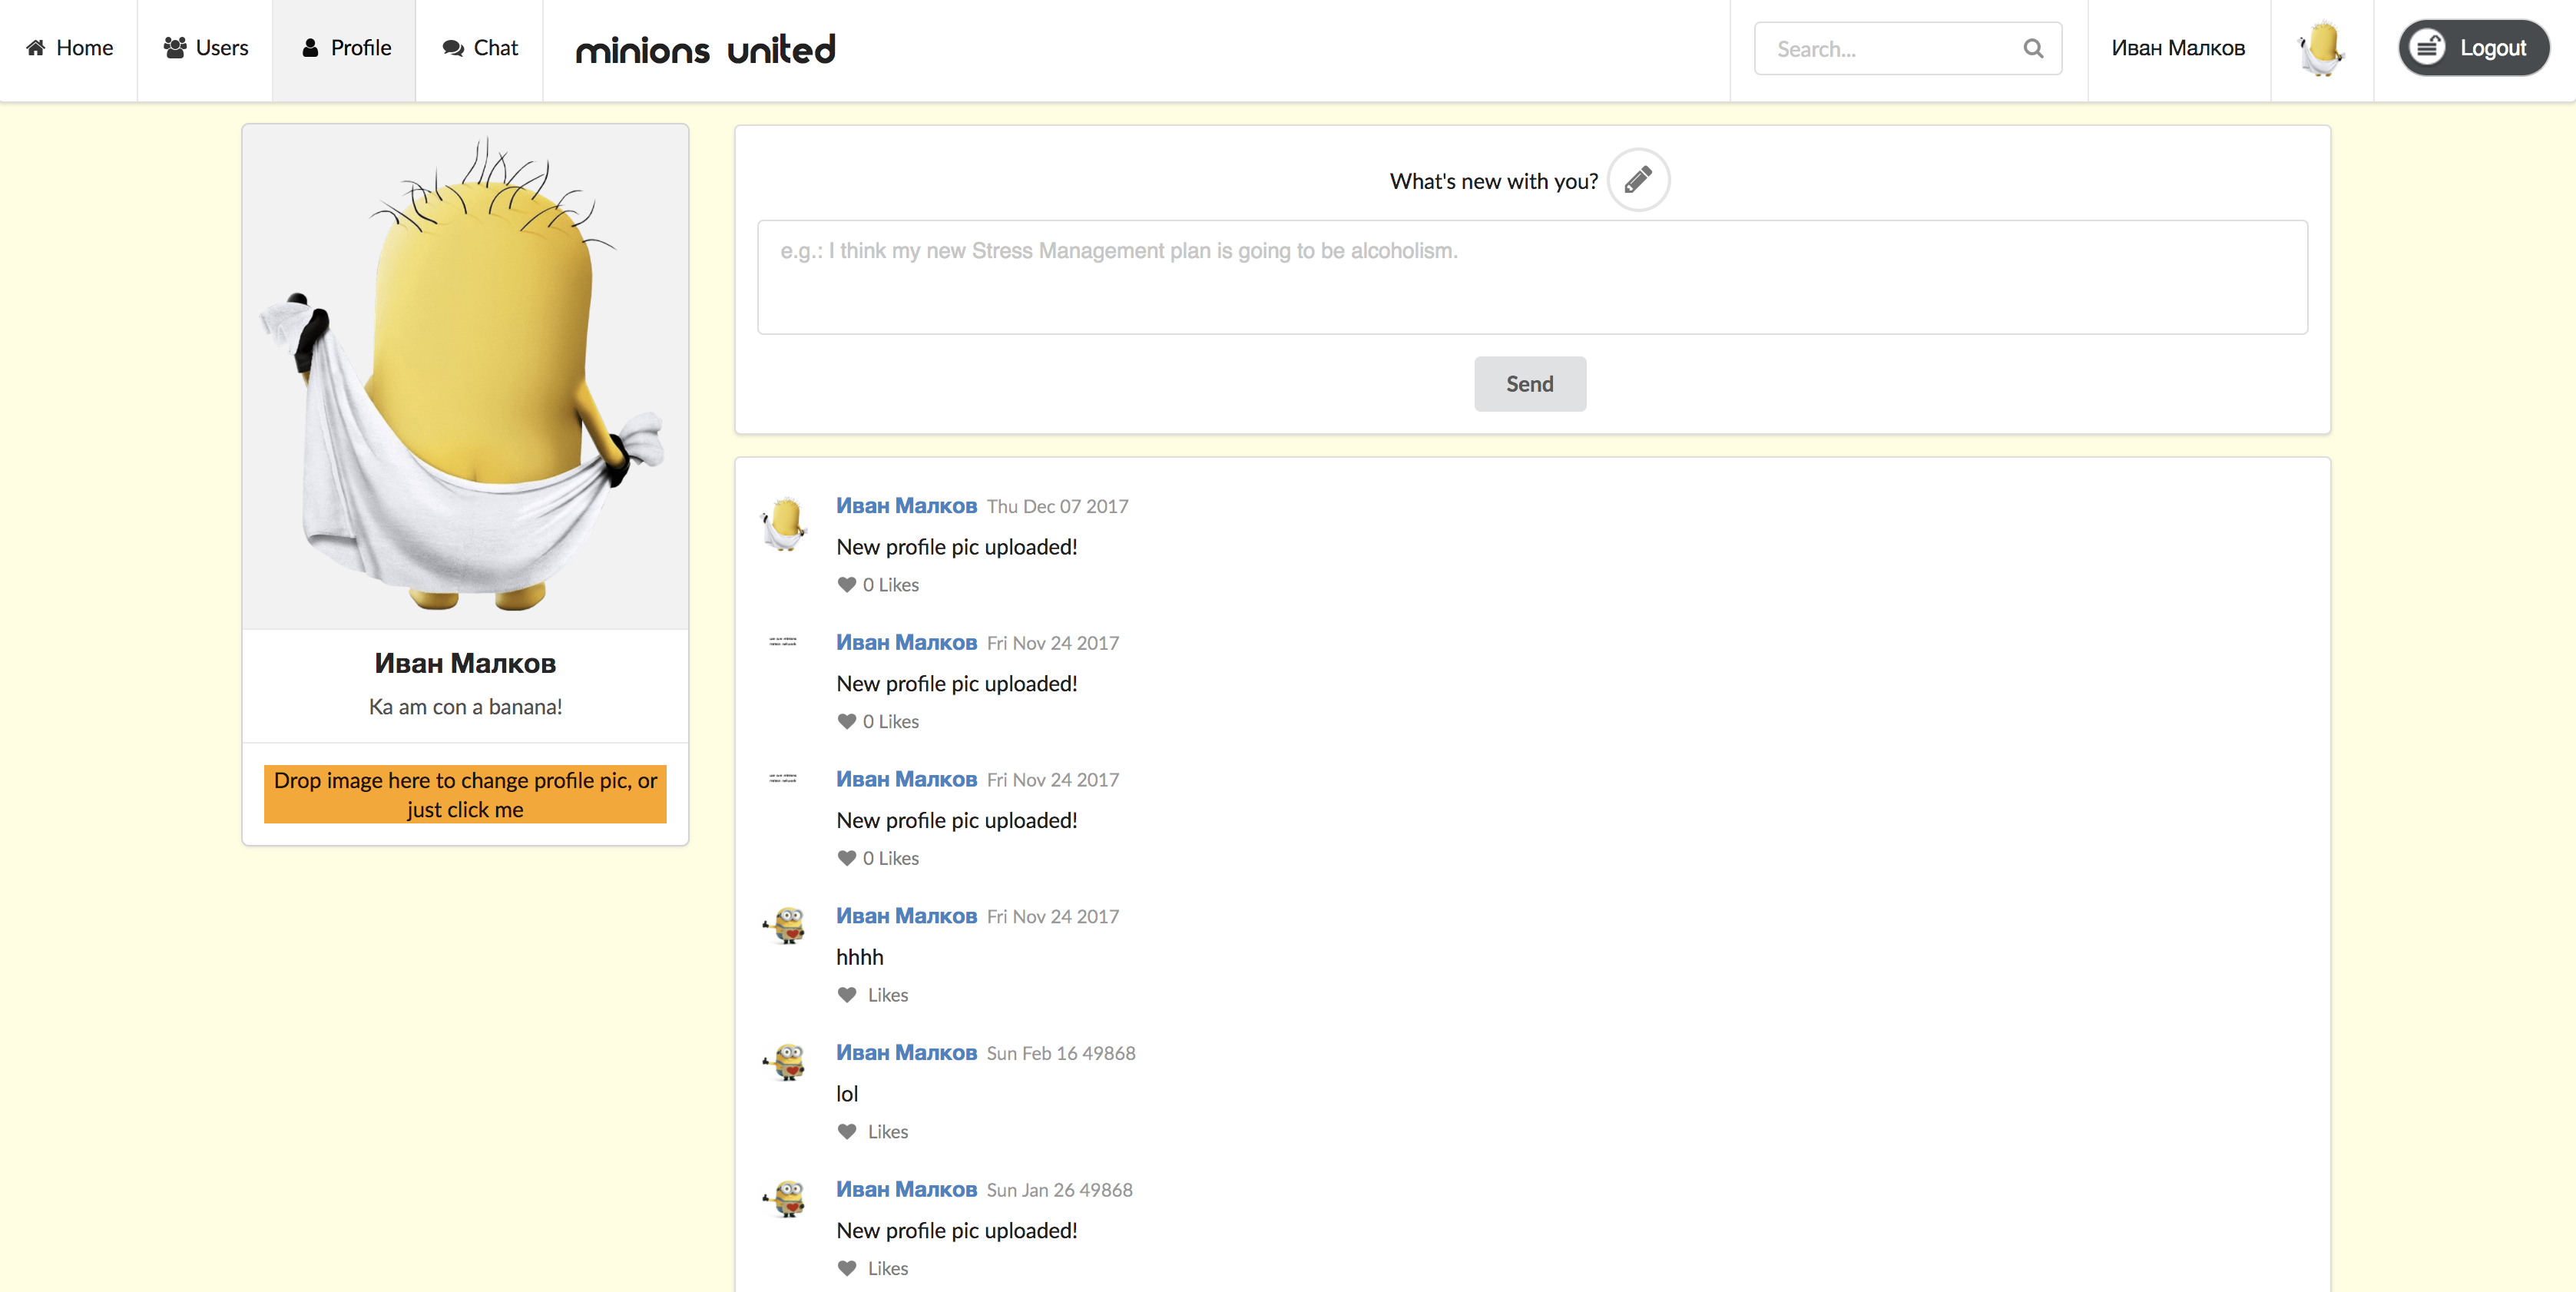 Home
Users
Profile
Chat
minions united
Search...
Иван Малков
Logout
Иван Малков
Ka am con a banana!
Drop image here to change profile pic, or
just click me
What's new with you?
e.g.: I think my new Stress Management plan is going to be alcoholism.
Send
Иван Малков Thu Dec 07 2017
New profile pic uploaded!
0 Likes
Иван Малков Fri Nov 24 2017
New profile pic uploaded!
0 Likes
Иван Малков Fri Nov 24 2017
New profile pic uploaded!
0 Likes
Иван Малков Fri Nov 24 2017
hhhh
Likes
Иван Малков Sun Feb 16 49868
lol
Likes
Иван Малков Sun Jan 26 49868
New profile pic uploaded!
Likes